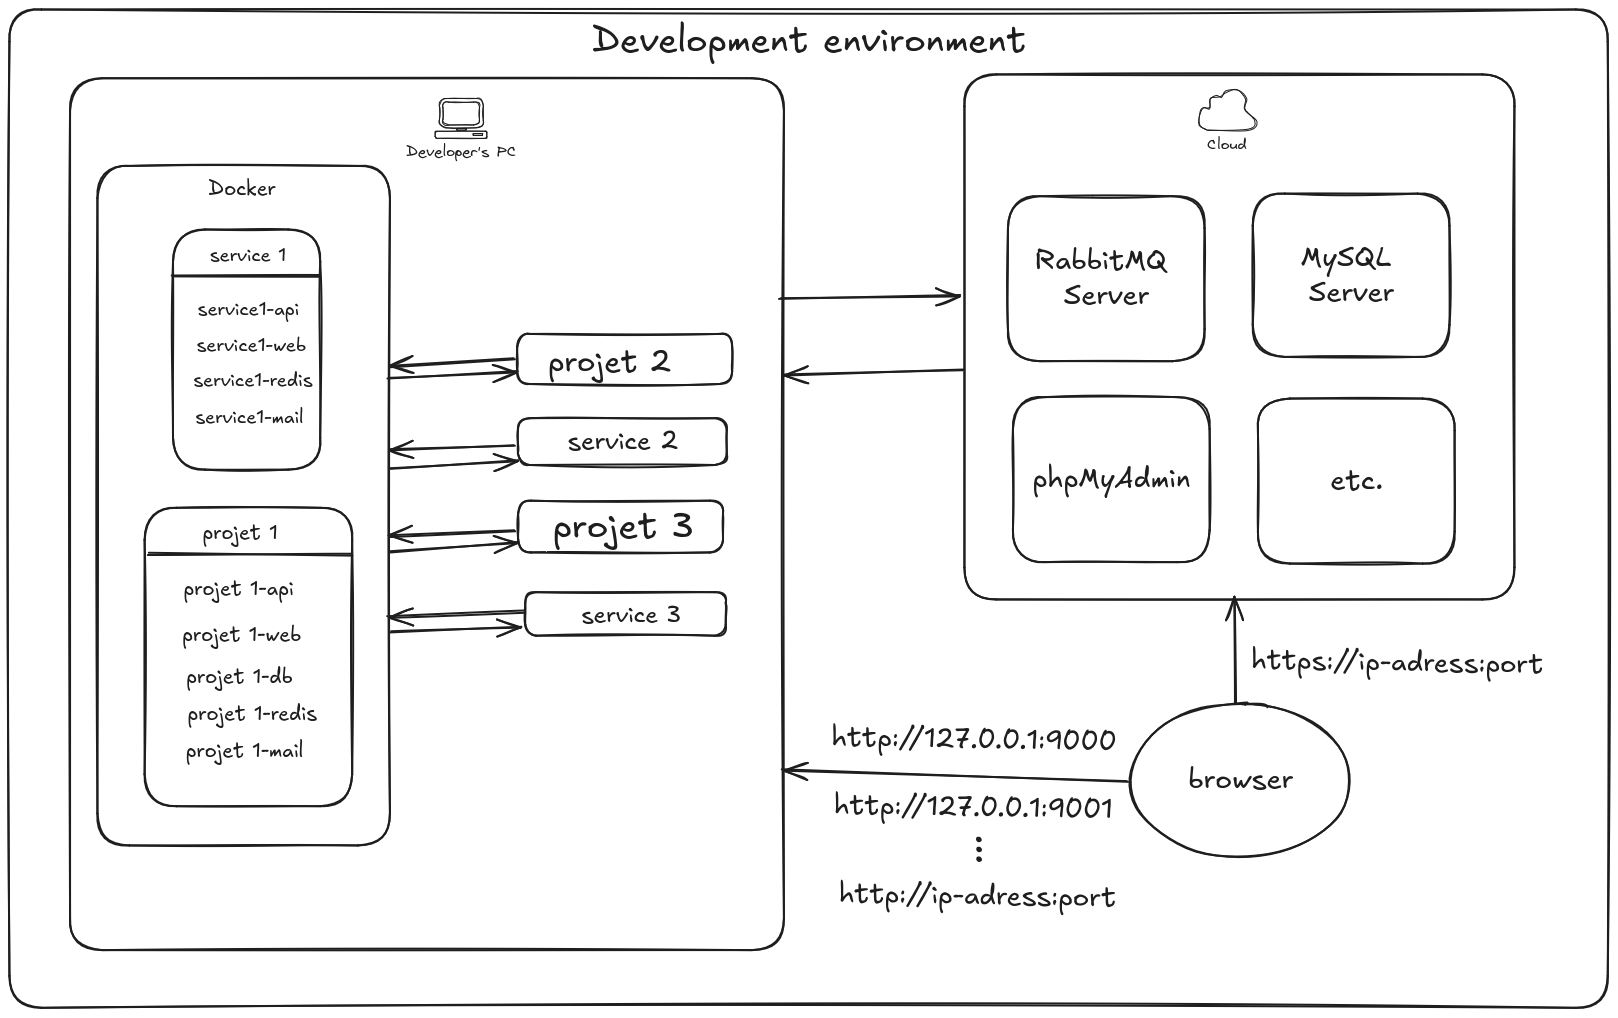 Development environment
Developer's PC
Docker
service 1
service1-api
service1-web
service1-redis
service1-mail
projet 1
projet 1-api
projet 1-web
projet 1-db
projet 1-redis
projet 1-mail
projet 2
service 2
projet 3
service 3
cloud
RabbitMQ
Server
MySQL
Server
phpMyAdmin
etc.
https://ip-adress:port
http://127.0.0.1:9000
browser
http://127.0.0.1:9001
http://ip-adress:port